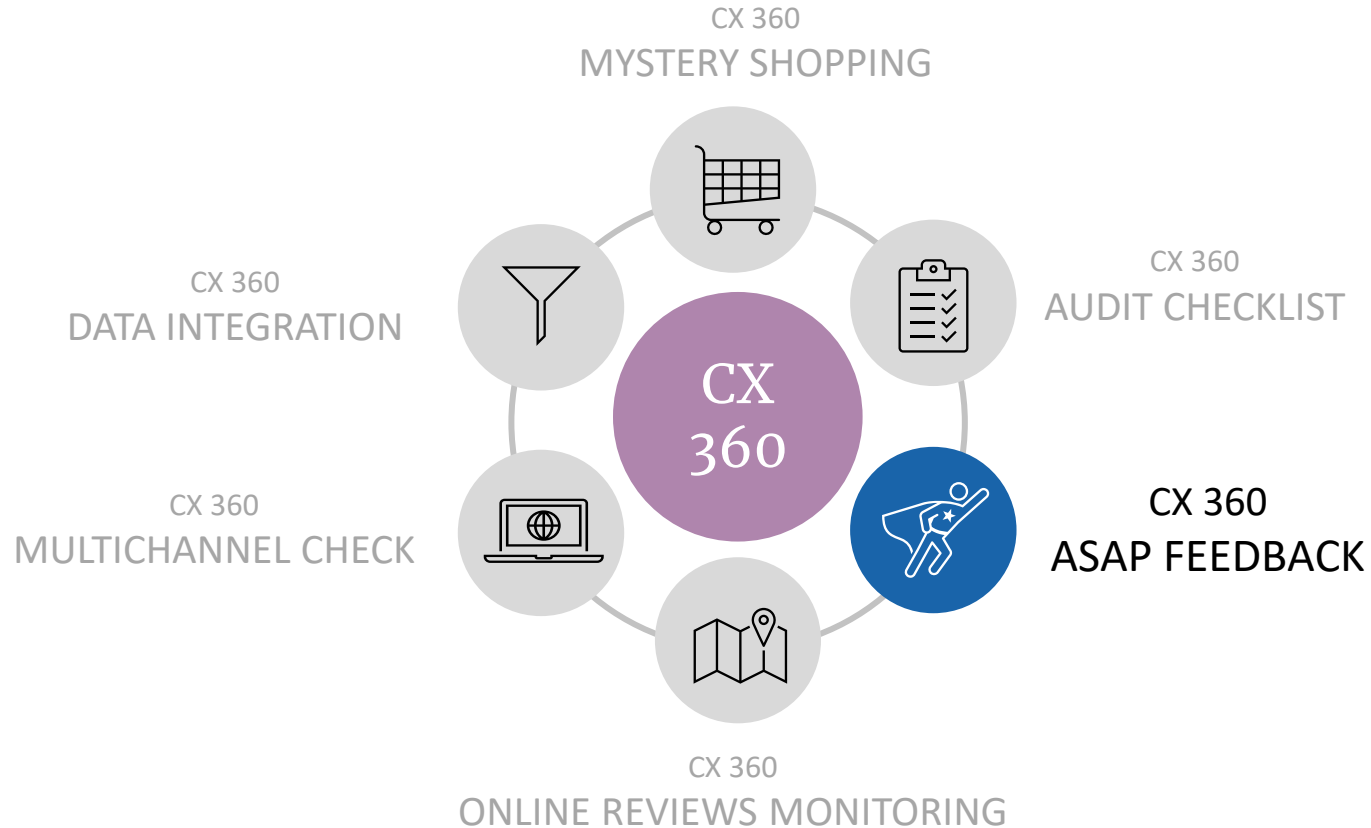 CX 360
MYSTERY SHOPPING
CX 360
AUDIT CHECKLIST
CX 360
DATA INTEGRATION
CX
360
CX 360
ASAP FEEDBACK
CX 360
MULTICHANNEL CHECK
CX 360
ONLINE REVIEWS MONITORING